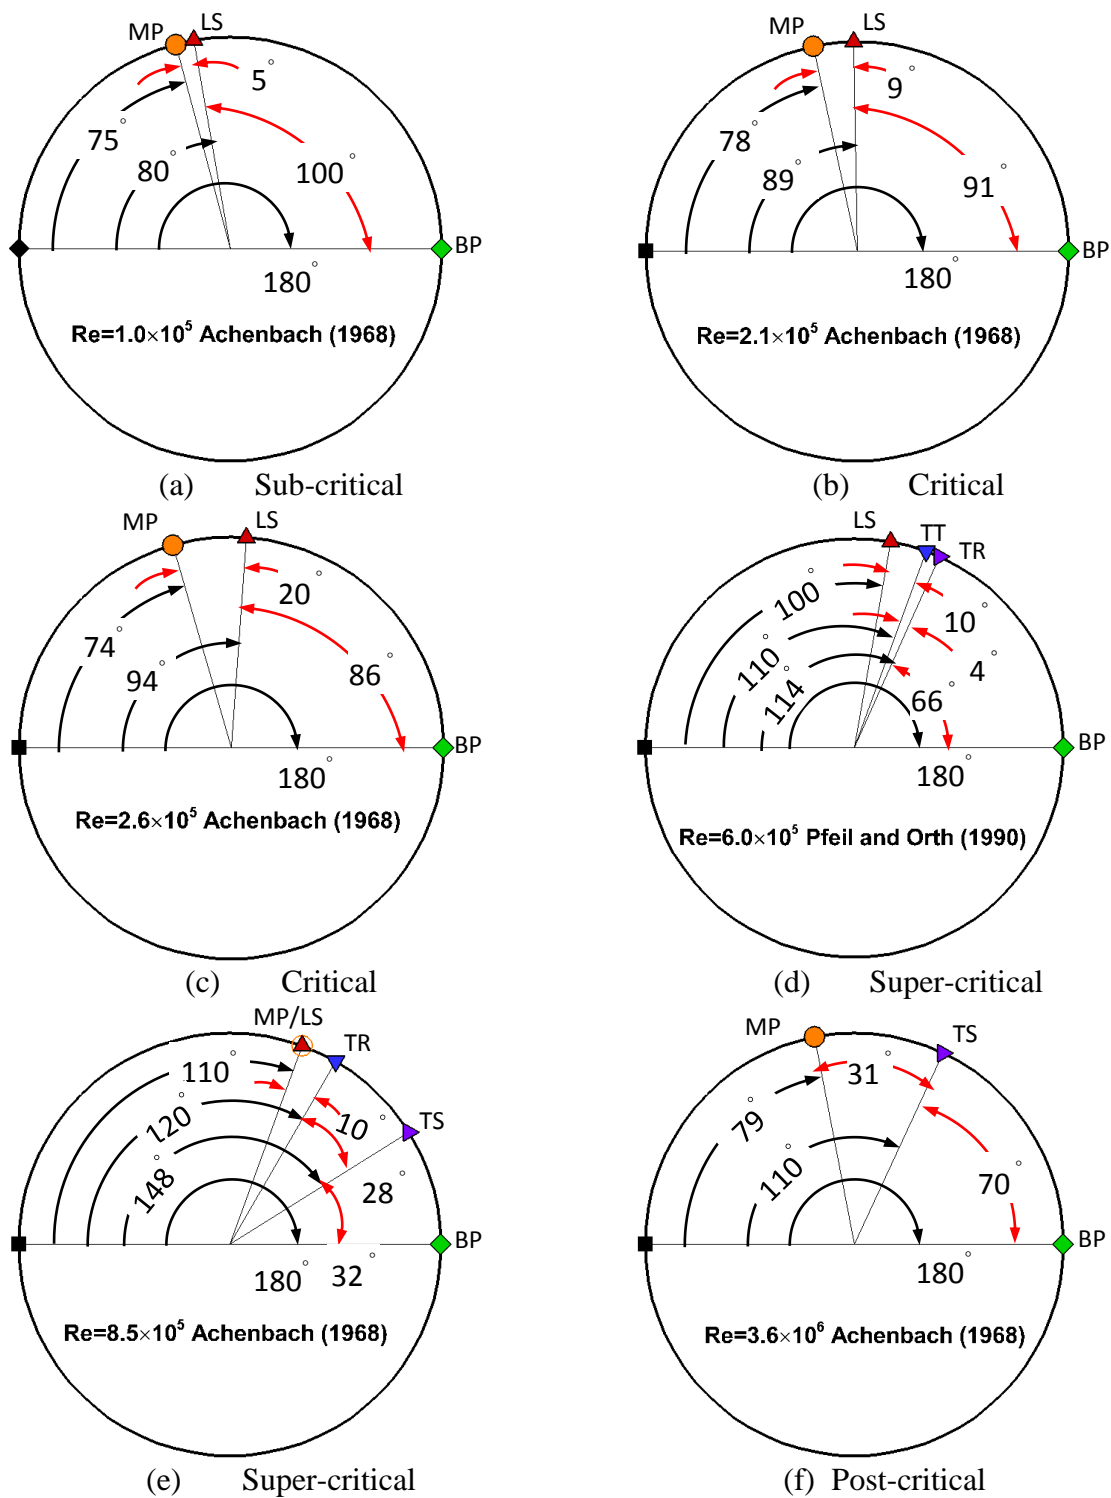 MP
LS
5°
75°
80°
100°
BP
180°
Re=1.0×10⁵ Achenbach (1968)
(a) Sub-critical
MP
LS
9°
78°
89°
91°
BP
180°
Re=2.1×10⁵ Achenbach (1968)
(b) Critical
MP
LS
20°
74°
94°
86°
BP
180°
Re=2.6×10⁵ Achenbach (1968)
(c) Critical
LS
TT
TR
100°
10°
110°
4°
114°
66°
BP
180°
Re=6.0×10⁵ Pfeil and Orth (1990)
(d) Super-critical
MP/LS
TR
110°
TS
120°
10°
148°
28°
BP
180°
32°
Re=8.5×10⁵ Achenbach (1968)
(e) Super-critical
MP
TS
31°
79°
110°
70°
BP
180°
Re=3.6×10⁶ Achenbach (1968)
(f) Post-critical